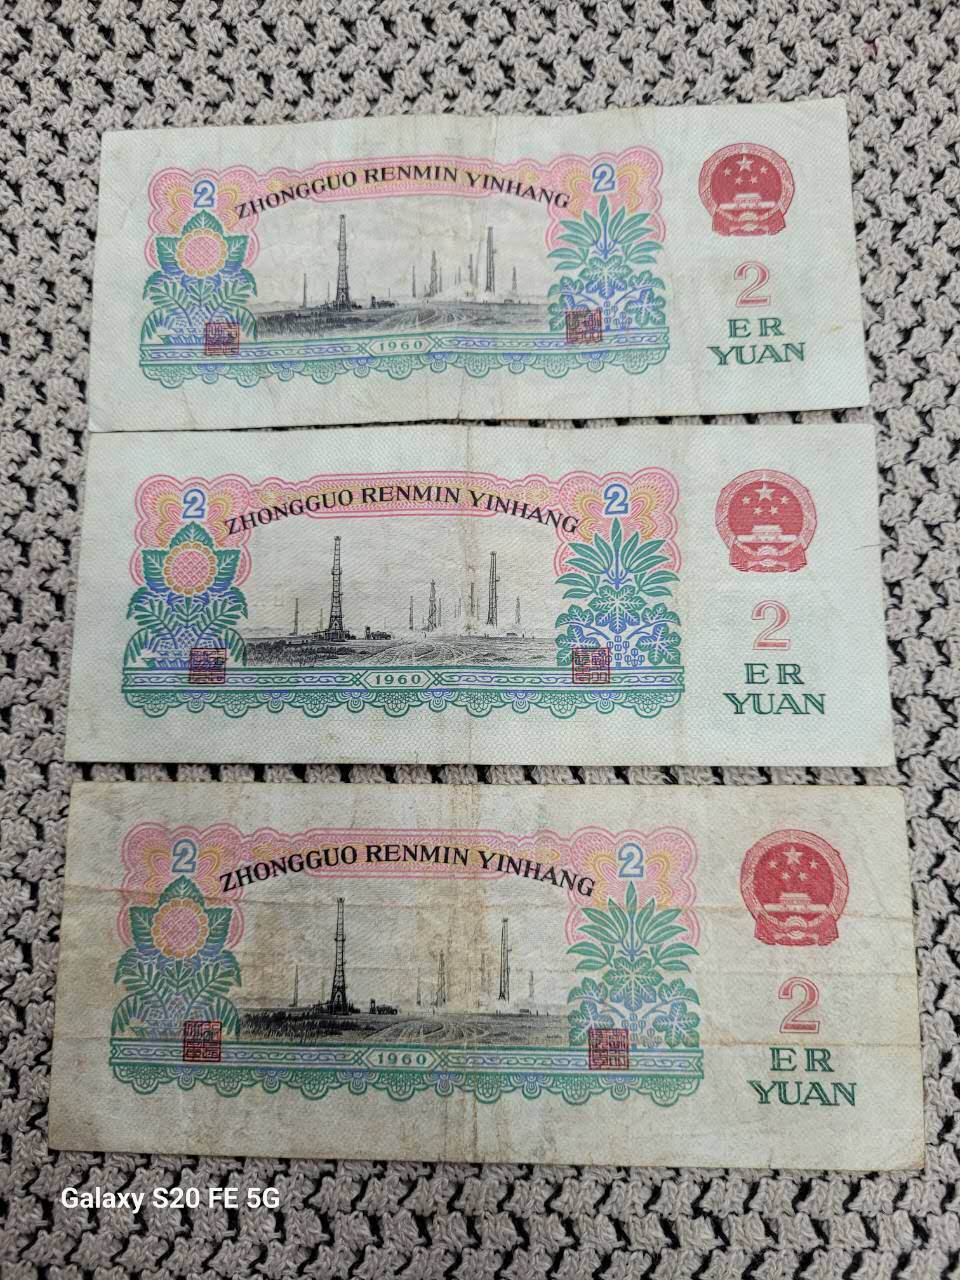 2 ZHONGGUO RENMIN YINHANG 2
1960
2
ER
YUAN
2 ZHONGGUO RENMIN YINHANG 2
1960
2
ER
YUAN
2 ZHONGGUO RENMIN YINHANG 2
1960
2
ER
YUAN
Galaxy S20 FE 5G